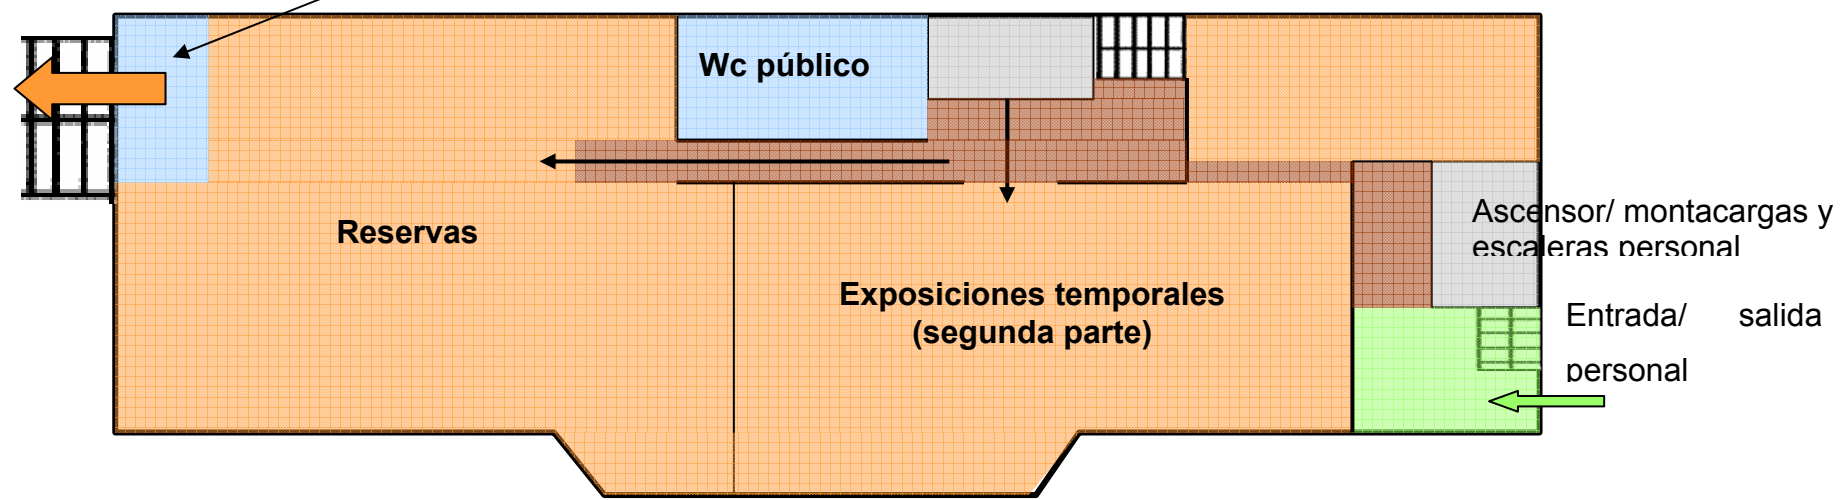 Wc público
Reservas
Exposiciones temporales
(segunda parte)
Ascensor/ montacargas y
escaleras personal
Entrada/ salida
personal